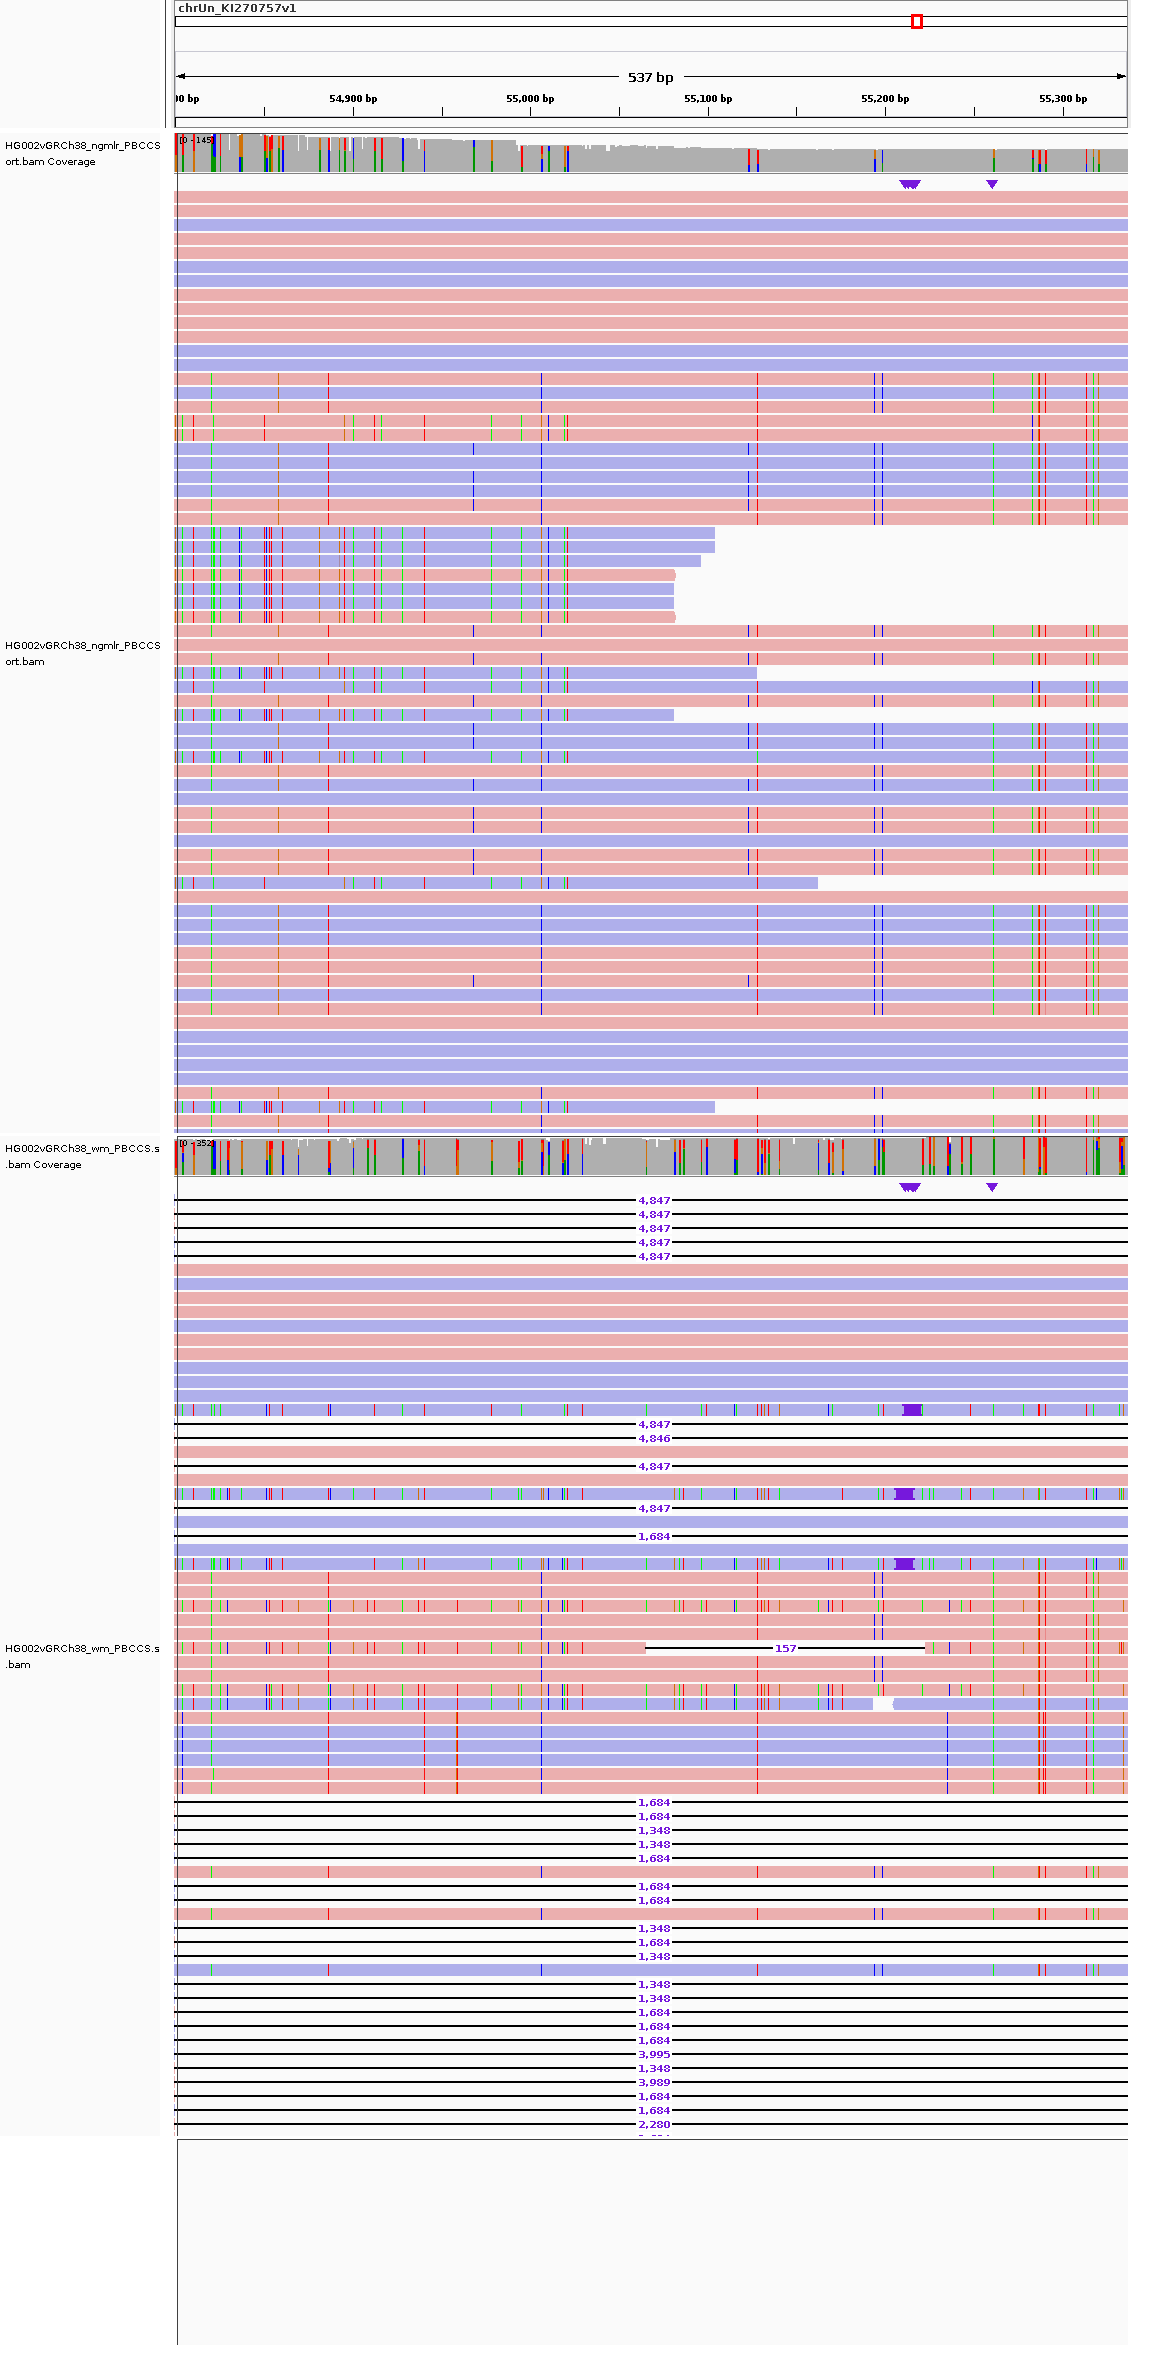 chrUn_KI270757v1
537 bp
00 bp 54,900 bp 55,000 bp 55,100 bp 55,200 bp 55,300 bp
HG002vGRCh38_ngmlr_PBCCS
ort.bam Coverage
[0 - 145]
HG002vGRCh38_ngmlr_PBCCS
ort.bam
HG002vGRCh38_wm_PBCCS.s
.bam Coverage
[0 - 352]
4,847
4,847
4,847
4,847
4,847
4,847
4,846
4,847
4,847
1,684
HG002vGRCh38_wm_PBCCS.s
.bam
157
1,684
1,684
1,348
1,348
1,684
1,684
1,684
1,348
1,684
1,348
1,348
1,348
1,684
1,684
1,684
3,995
1,348
3,989
1,684
1,684
2,280